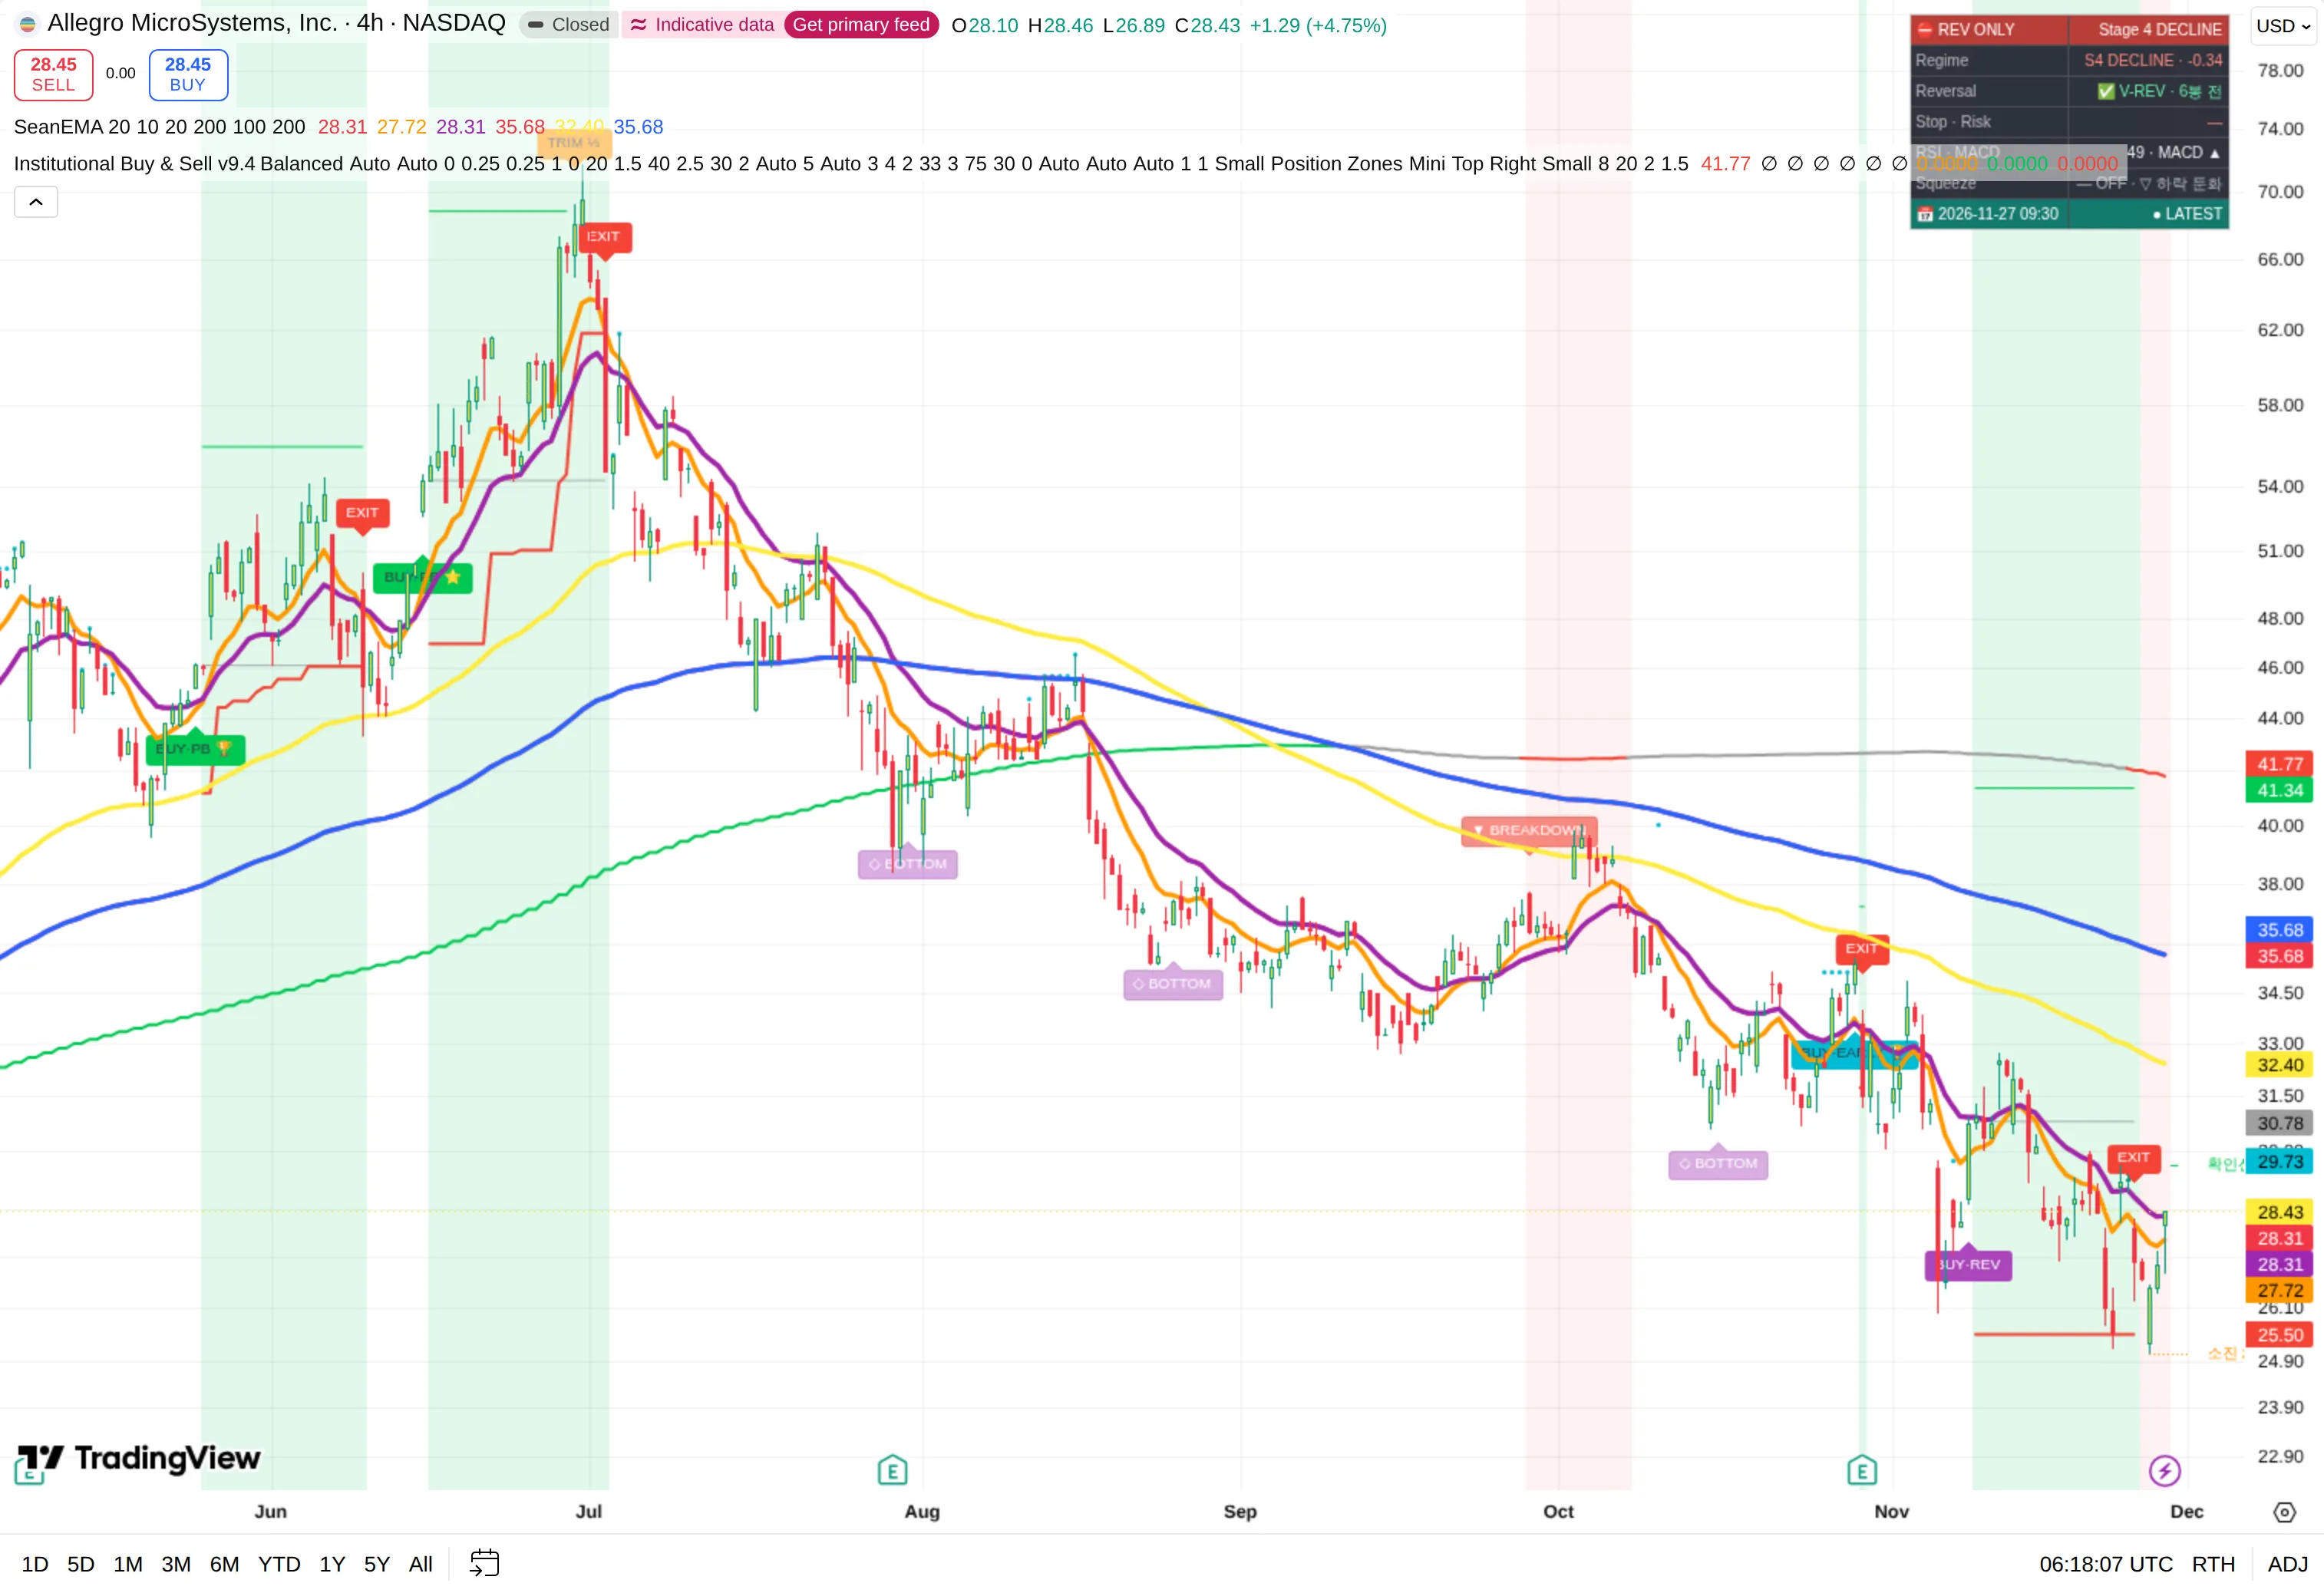 Allegro MicroSystems, Inc. · 4h · NASDAQ Closed Indicative data Get primary feed O28.10 H28.46 L26.89 C28.43 +1.29 (+4.75%)
28.45 SELL 0.00 28.45 BUY
SeanEMA 20 10 20 200 100 200 28.31 27.72 28.31 35.68 32.40 35.68
TRIM ⅓
Institutional Buy & Sell v9.4 Balanced Auto Auto 0 0.25 0.25 1 0 20 1.5 40 2.5 30 2 Auto 5 Auto 3 4 2 33 3 75 30 0 Auto Auto Auto 1 1 Small Position Zones Mini Top Right Small 8 20 2 1.5 41.77 ∅ ∅ ∅ ∅ ∅ ∅ 0.0000 0.0000 0.0000
REV ONLY Stage 4 DECLINE
Regime S4 DECLINE · -0.34
Reversal ✅ V-REV · 6봉 전
Stop · Risk —
RSI · MACD 49 · MACD ▲
Squeeze — OFF · ▽ 하락 둔화
2026-11-27 09:30 ● LATEST
USD
78.00
74.00
70.00
66.00
62.00
58.00
54.00
51.00
48.00
46.00
44.00
41.77
41.34
40.00
38.00
35.68
35.68
34.50
33.00
32.40
31.50
30.78
29.73
28.43
28.31
28.31
27.72
26.10
25.50
24.90
23.90
22.90
EXIT
EXIT
BUY-PB
◇ BOTTOM
◇ BOTTOM
▼ BREAKDOWN
◇ BOTTOM
EXIT
BUY-REV
EXIT
소진
TradingView
E
E
E
Jun Jul Aug Sep Oct Nov Dec
1D 5D 1M 3M 6M YTD 1Y 5Y All
06:18:07 UTC RTH ADJ